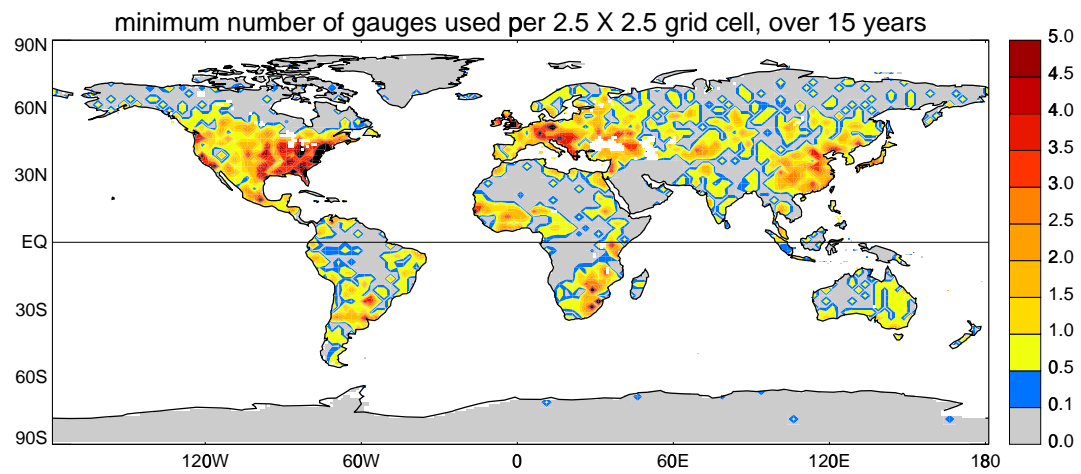 minimum number of gauges used per 2.5 X 2.5 grid cell, over 15 years
90N
60N
30N
EQ
30S
60S
90S
120W
60W
0
60E
120E
180
5.0
4.5
4.0
3.5
3.0
2.5
2.0
1.5
1.0
0.5
0.1
0.0